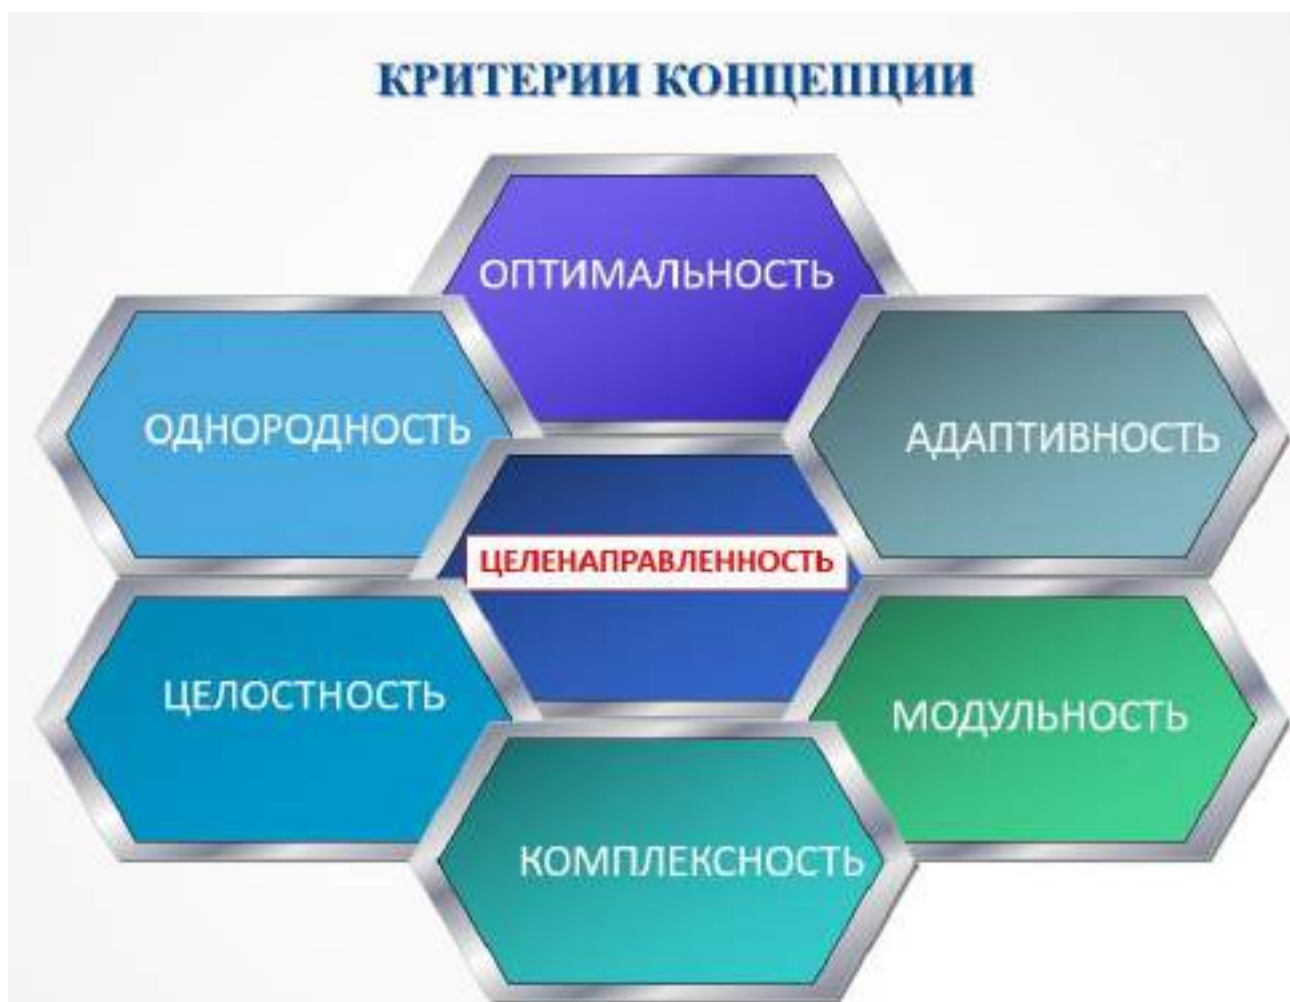 КРИТЕРИИ КОНЦЕПЦИИ
ОПТИМАЛЬНОСТЬ
ОДНОРОДНОСТЬ
АДАПТИВНОСТЬ
ЦЕЛЕНАПРАВЛЕННОСТЬ
ЦЕЛОСТНОСТЬ
МОДУЛЬНОСТЬ
КОМПЛЕКСНОСТЬ